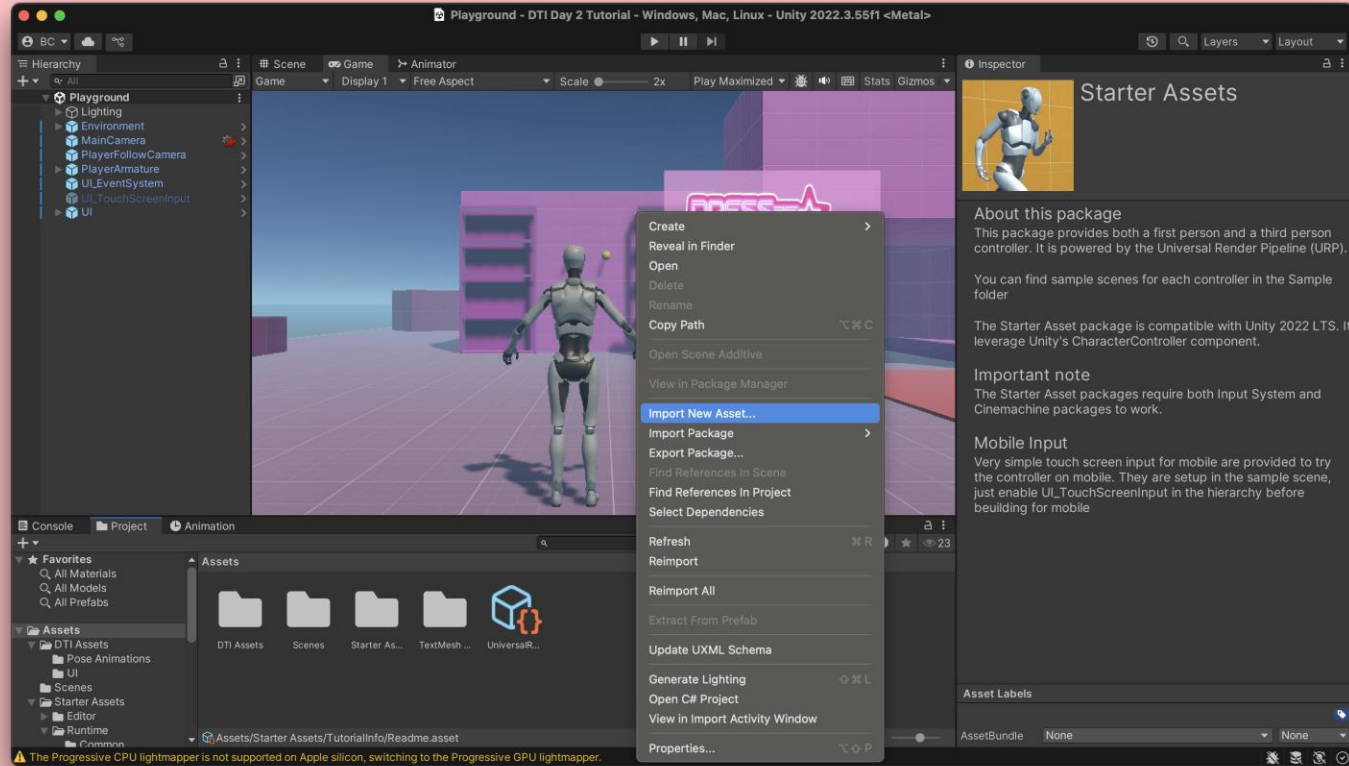 Playground - DTI Day 2 Tutorial - Windows, Mac, Linux - Unity 2022.3.55f1 <Metal>
BC
Layers
Layout
Hierarchy
All
Playground
Lighting
Environment
MainCamera
PlayerFollowCamera
PlayerArmature
UI_EventSystem
UI_TouchScreenInput
UI
Scene
Game
Animator
Game
Display 1
Free Aspect
Scale
2x
Play Maximized
Stats
Gizmos
PRESS
Create
Reveal in Finder
Open
Delete
Rename
Copy Path ⌥⌘C
Open Scene Additive
View in Package Manager
Import New Asset...
Import Package
Export Package...
Find References In Scene
Find References In Project
Select Dependencies
Refresh ⌘R
Reimport
Reimport All
Extract From Prefab
Update UXML Schema
Generate Lighting ⇧⌘L
Open C# Project
View in Import Activity Window
Properties... ⌥⇧P
Inspector
Starter Assets
About this package
This package provides both a first person and a third person
controller. It is powered by the Universal Render Pipeline (URP).
You can find sample scenes for each controller in the Sample
folder
The Starter Asset package is compatible with Unity 2022 LTS. It
leverage Unity's CharacterController component.
Important note
The Starter Asset packages require both Input System and
Cinemachine packages to work.
Mobile Input
Very simple touch screen input for mobile are provided to try
the controller on mobile. They are setup in the sample scene,
just enable UI_TouchScreenInput in the hierarchy before
beuilding for mobile
Asset Labels
AssetBundle
None
None
Console
Project
Animation
23
Favorites
All Materials
All Models
All Prefabs
Assets
DTI Assets
Pose Animations
UI
Scenes
Starter Assets
Editor
Runtime
Common
Assets
DTI Assets
Scenes
Starter As...
TextMesh ...
UniversalR...
Assets/Starter Assets/TutorialInfo/Readme.asset
The Progressive CPU lightmapper is not supported on Apple silicon, switching to the Progressive GPU lightmapper.